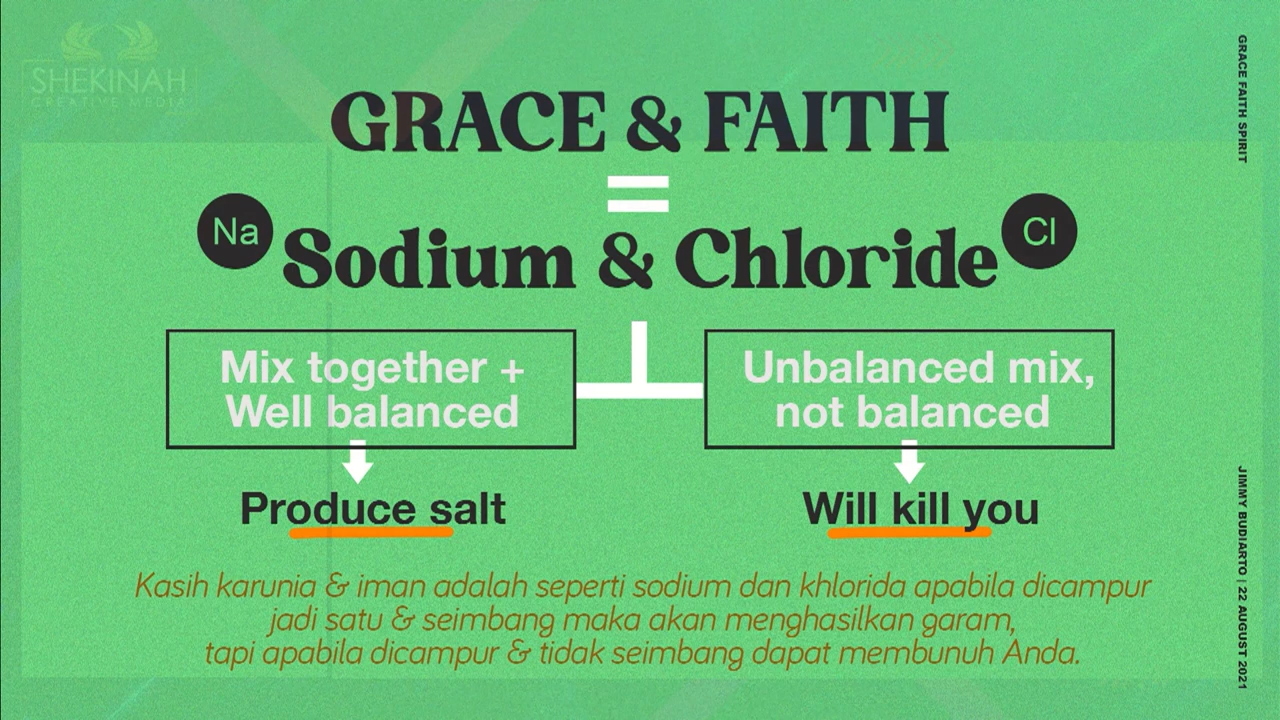 SHEKINAH
CREATIVE MEDIA
GRACE & FAITH
=
Na
Sodium & Chloride
Cl
Mix together +
Well balanced
Unbalanced mix,
not balanced
Produce salt
Will kill you
Kasih karunia & iman adalah seperti sodium dan khlorida apabila dicampur
jadi satu & seimbang maka akan menghasilkan garam,
tapi apabila dicampur & tidak seimbang dapat membunuh Anda.
GRACE FAITH SPIRIT
JIMMY BUDIARTO | 22 AUGUST 2021